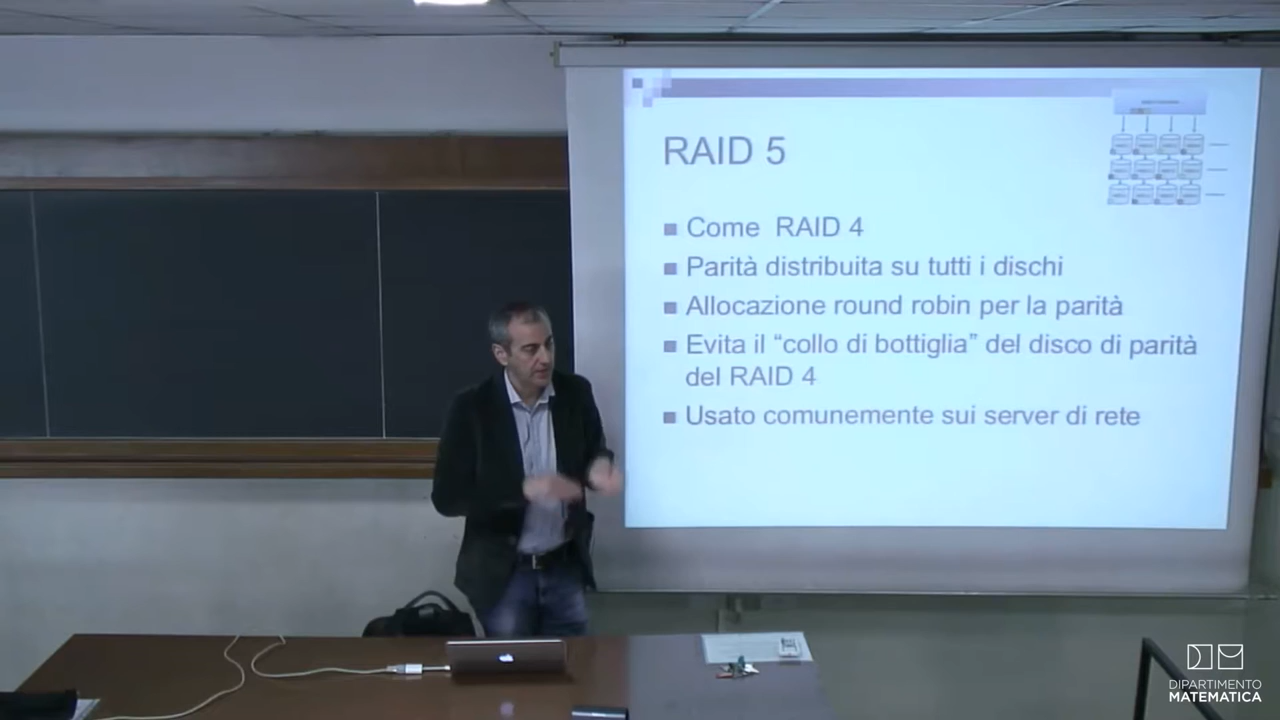 RAID 5
Come RAID 4
Parità distribuita su tutti i dischi
Allocazione round robin per la parità
Evita il “collo di bottiglia” del disco di parità
del RAID 4
Usato comunemente sui server di rete
DIPARTIMENTO
MATEMATICA